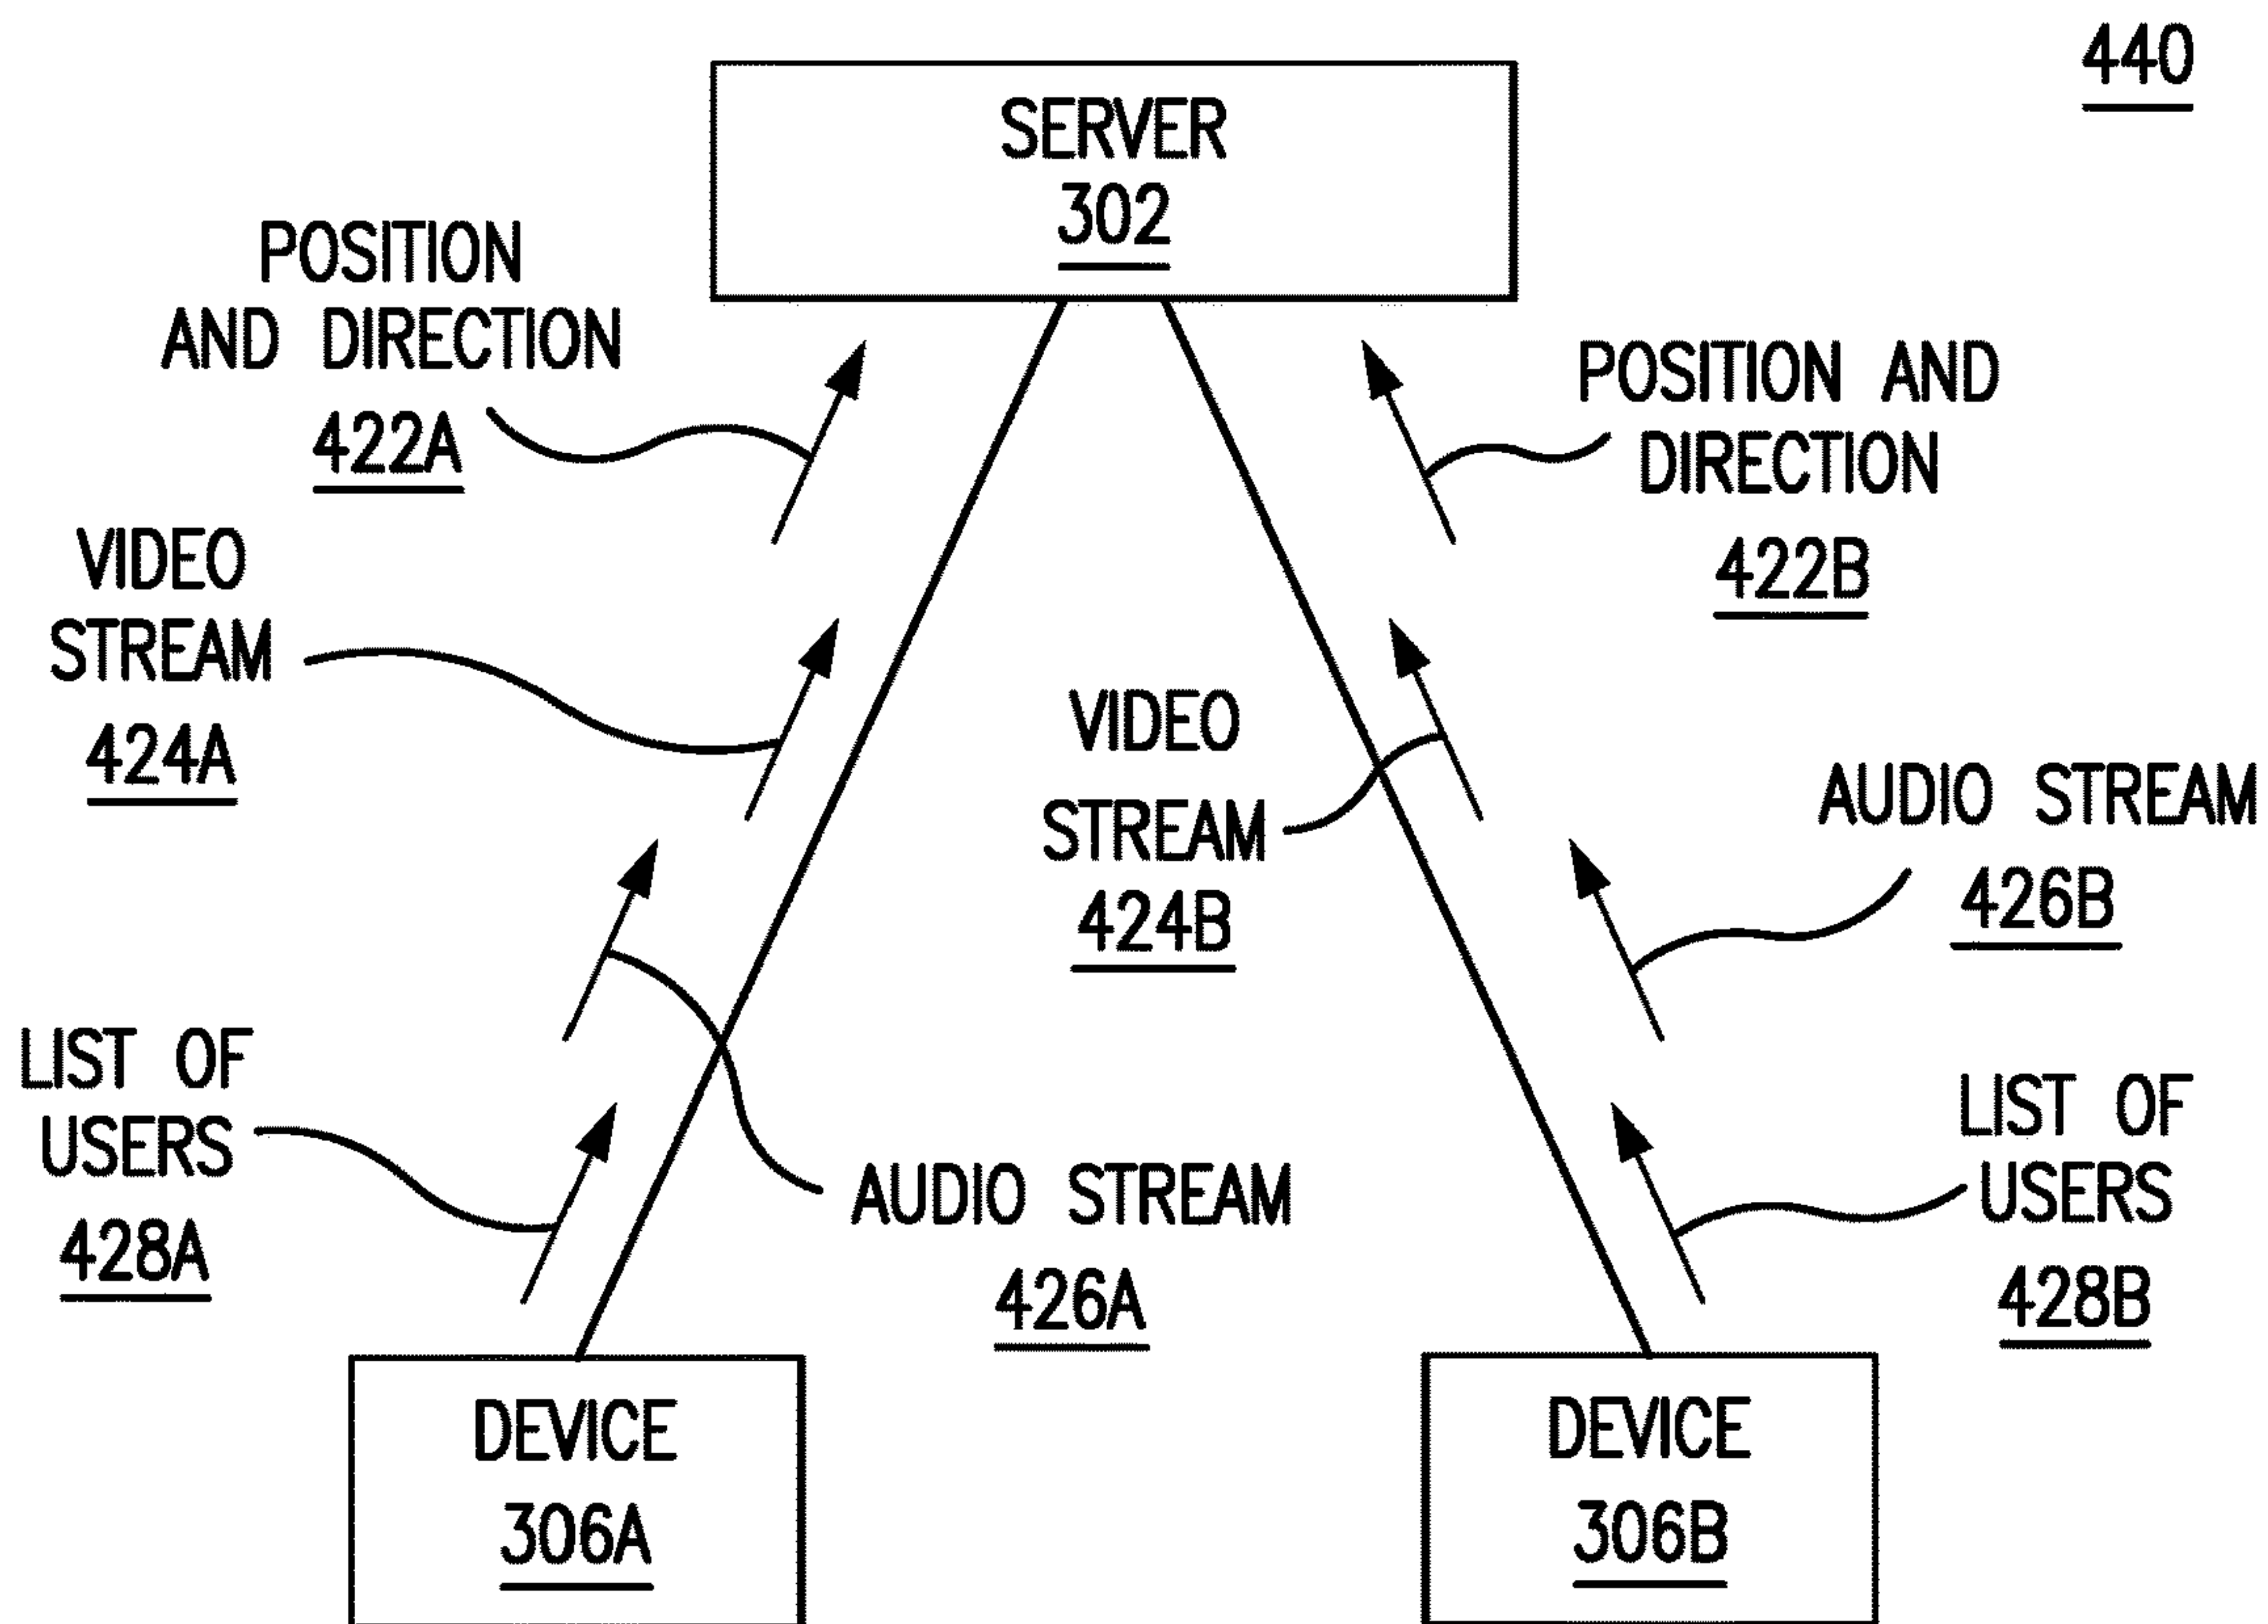 440
SERVER
302
POSITION
AND DIRECTION
422A
POSITION AND
DIRECTION
422B
VIDEO
STREAM
424A
VIDEO
STREAM
424B
AUDIO STREAM
426B
LIST OF
USERS
428A
AUDIO STREAM
426A
LIST OF
USERS
428B
DEVICE
306A
DEVICE
306B